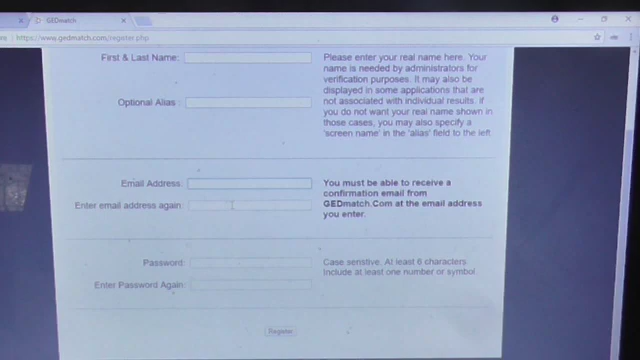 GEDmatch
https://www.gedmatch.com/register.php
First & Last Name:
Please enter your real name here. Your
name is needed by administrators for
verification purposes. It may also be
displayed in some applications that are
not associated with individual results. If
you do not want your real name shown in
those cases, you may also specify a
'screen name' in the 'alias' field to the left.
Optional Alias :
Email Address:
You must be able to receive a
confirmation email from
GEDmatch.Com at the email address
you enter.
Enter email address again:
Password:
Case senstive. At least 6 characters.
Include at least one number or symbol
Enter Password Again:
Register